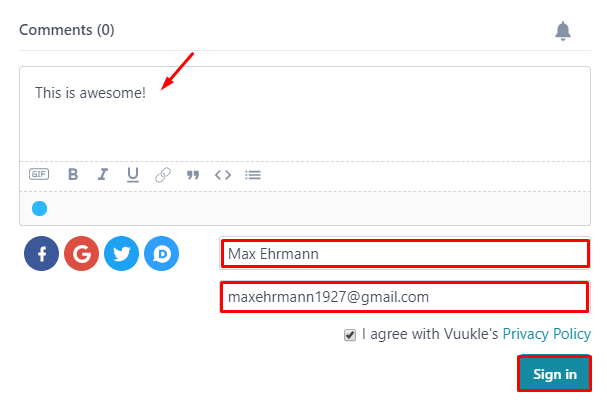 Comments (0)
This is awesome!
GIF B I U
f G D
Max Ehrmann
maxehrmann1927@gmail.com
I agree with Vuukle's Privacy Policy
Sign in